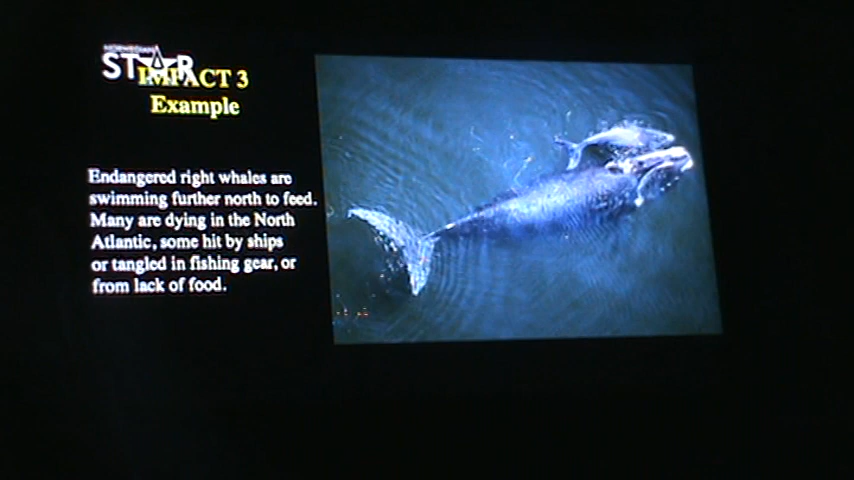 NORWEGIAN
STAR
IMPACT 3
Example
Endangered right whales are
swimming further north to feed.
Many are dying in the North
Atlantic, some hit by ships
or tangled in fishing gear, or
from lack of food.